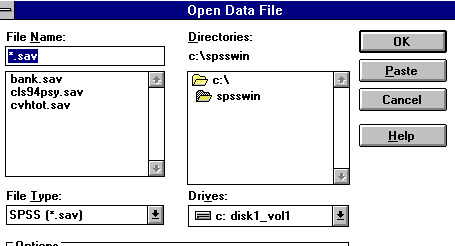 Open Data File
File Name:
*.sav
bank.sav
cls94psy.sav
cvhtot.sav
Directories:
c:\spsswin
c:\
spsswin
OK
Paste
Cancel
Help
File Type:
SPSS (*.sav)
Drives:
c: disk1_vol1
Options